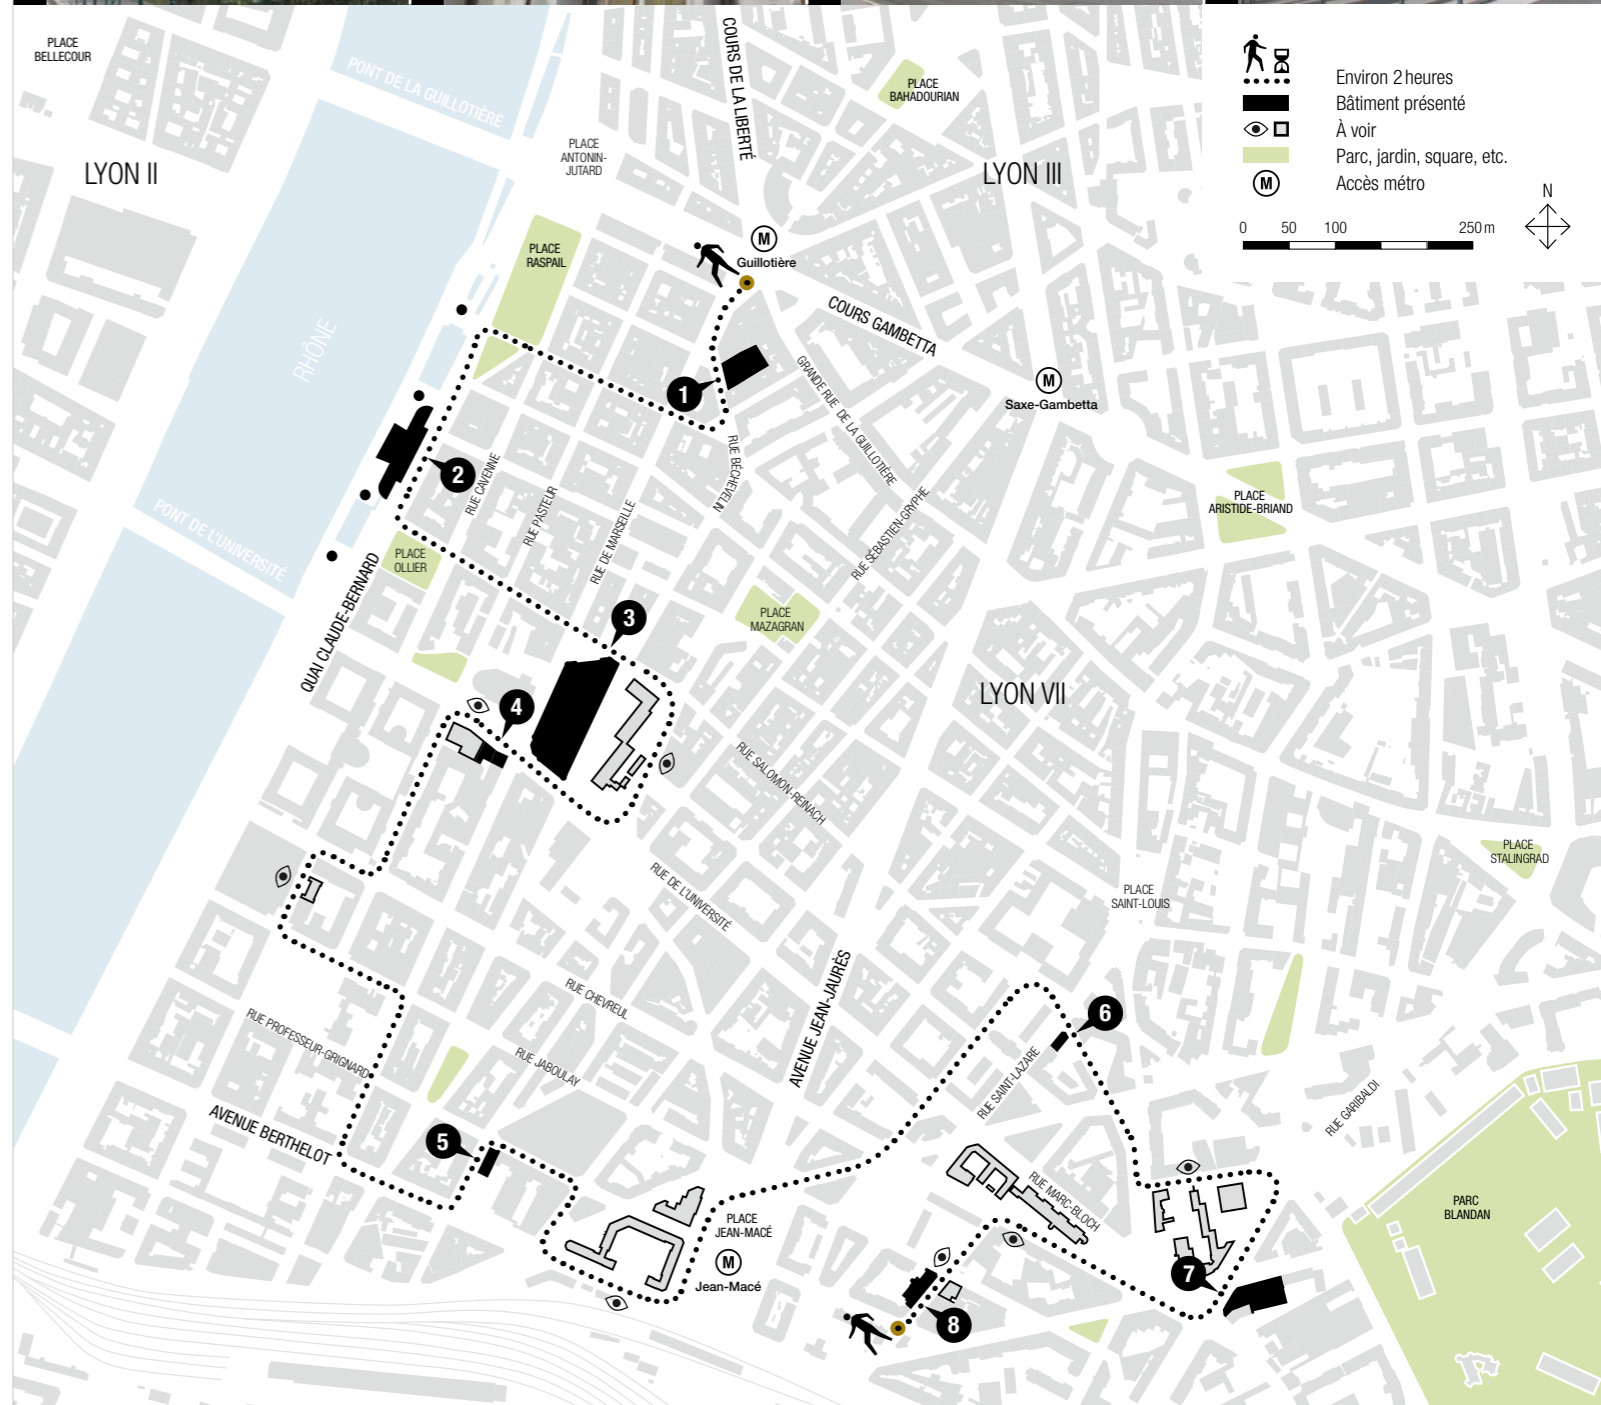 PLACE
BELLECOUR
PONT DE LA GUILLOTIÈRE
COURS DE LA LIBERTÉ
PLACE
BAHADOURIAN
Environ 2 heures
Bâtiment présenté
À voir
Parc, jardin, square, etc.
M
Accès métro
N
0 50 100 250 m
PLACE
ANTONIN-
JUTARD
LYON II
LYON III
PLACE
RASPAIL
M
Guillotière
RHÔNE
COURS GAMBETTA
1
GRANDE RUE DE LA GUILLOTIÈRE
M
Saxe-Gambetta
2
RUE CAVENNE
RUE PASTEUR
RUE DE MARSEILLE
RUE BÉCHEVELIN
RUE SÉBASTIEN-GRYPHE
PLACE
ARISTIDE-BRIAND
PONT DE L'UNIVERSITÉ
PLACE
OLLIER
QUAI CLAUDE-BERNARD
3
PLACE
MAZAGRAN
4
LYON VII
RUE SALOMON-REINACH
PLACE
STALINGRAD
RUE DE L'UNIVERSITÉ
PLACE
SAINT-LOUIS
AVENUE JEAN-JAURÈS
RUE CHEVREUL
RUE PROFESSEUR-GRIGNARD
RUE JABOULAY
6
RUE SAINT-LAZARE
RUE GARIBALDI
AVENUE BERTHELOT
5
RUE MARC-BLOCH
PARC
BLANDAN
PLACE
JEAN-MACÉ
M
Jean-Macé
7
8